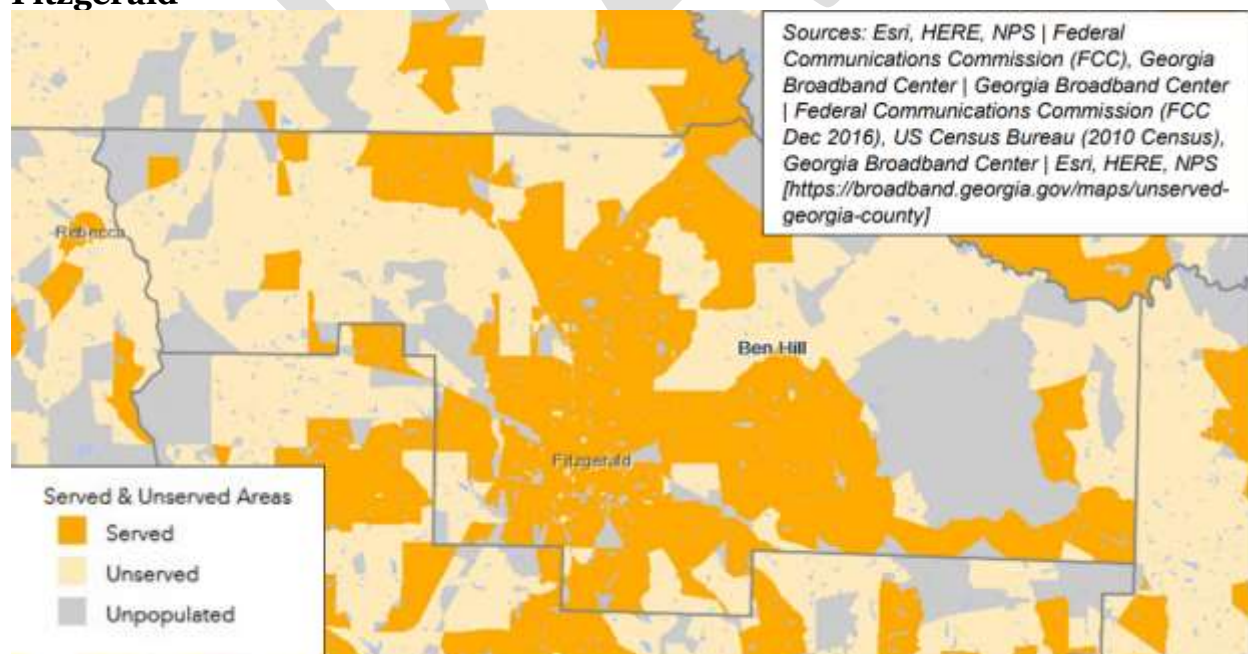 Fitzgerald
Sources: Esri, HERE, NPS | Federal
Communications Commission (FCC), Georgia
Broadband Center | Georgia Broadband Center
| Federal Communications Commission (FCC
Dec 2016), US Census Bureau (2010 Census),
Georgia Broadband Center | Esri, HERE, NPS
[https://broadband.georgia.gov/maps/unserved-
georgia-county]
Rebecca
Ben Hill
Fitzgerald
Served & Unserved Areas
Served
Unserved
Unpopulated